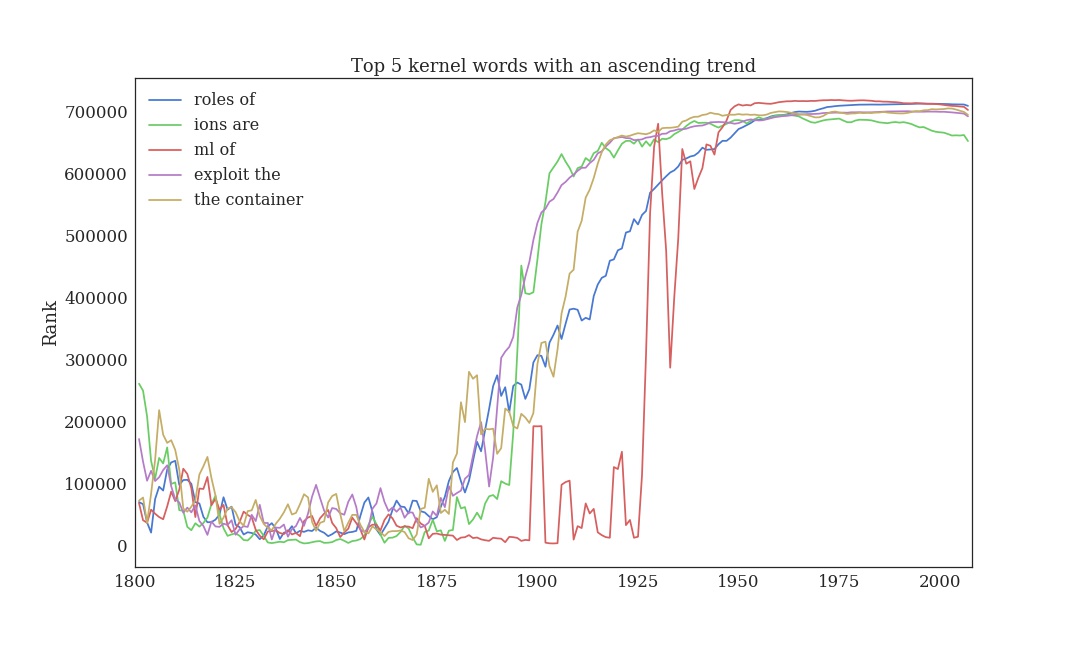 Top 5 kernel words with an ascending trend
roles of
ions are
ml of
exploit the
the container
Rank
700000
600000
500000
400000
300000
200000
100000
0
1800 1825 1850 1875 1900 1925 1950 1975 2000